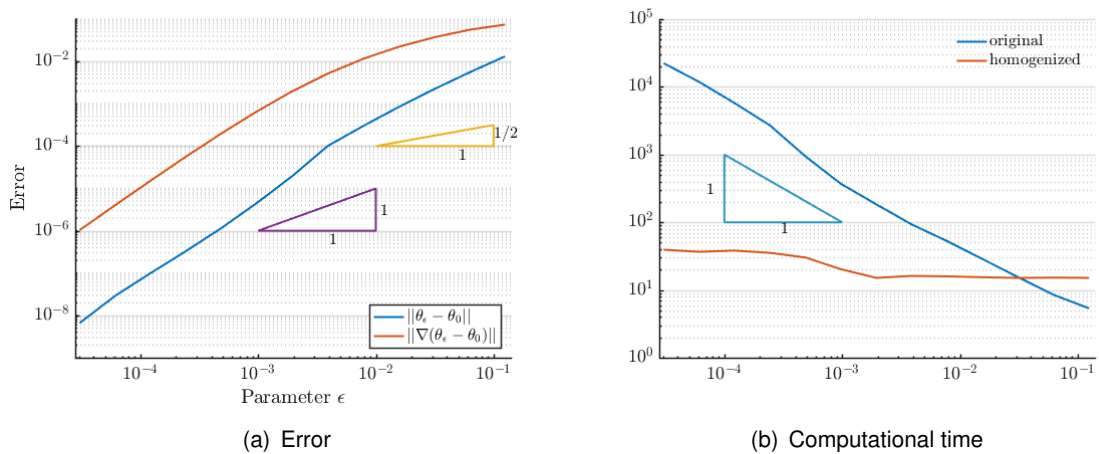 10^{-2}
10^{-4}
10^{-6}
10^{-8}
Error
1/2
1
1
1
||θ_ϵ − θ_0||
||∇(θ_ϵ − θ_0)||
10^{-4} 10^{-3} 10^{-2} 10^{-1}
Parameter ϵ
(a) Error
10^5
10^4
10^3
10^2
10^1
10^0
original
homogenized
1
1
10^{-4} 10^{-3} 10^{-2} 10^{-1}
(b) Computational time